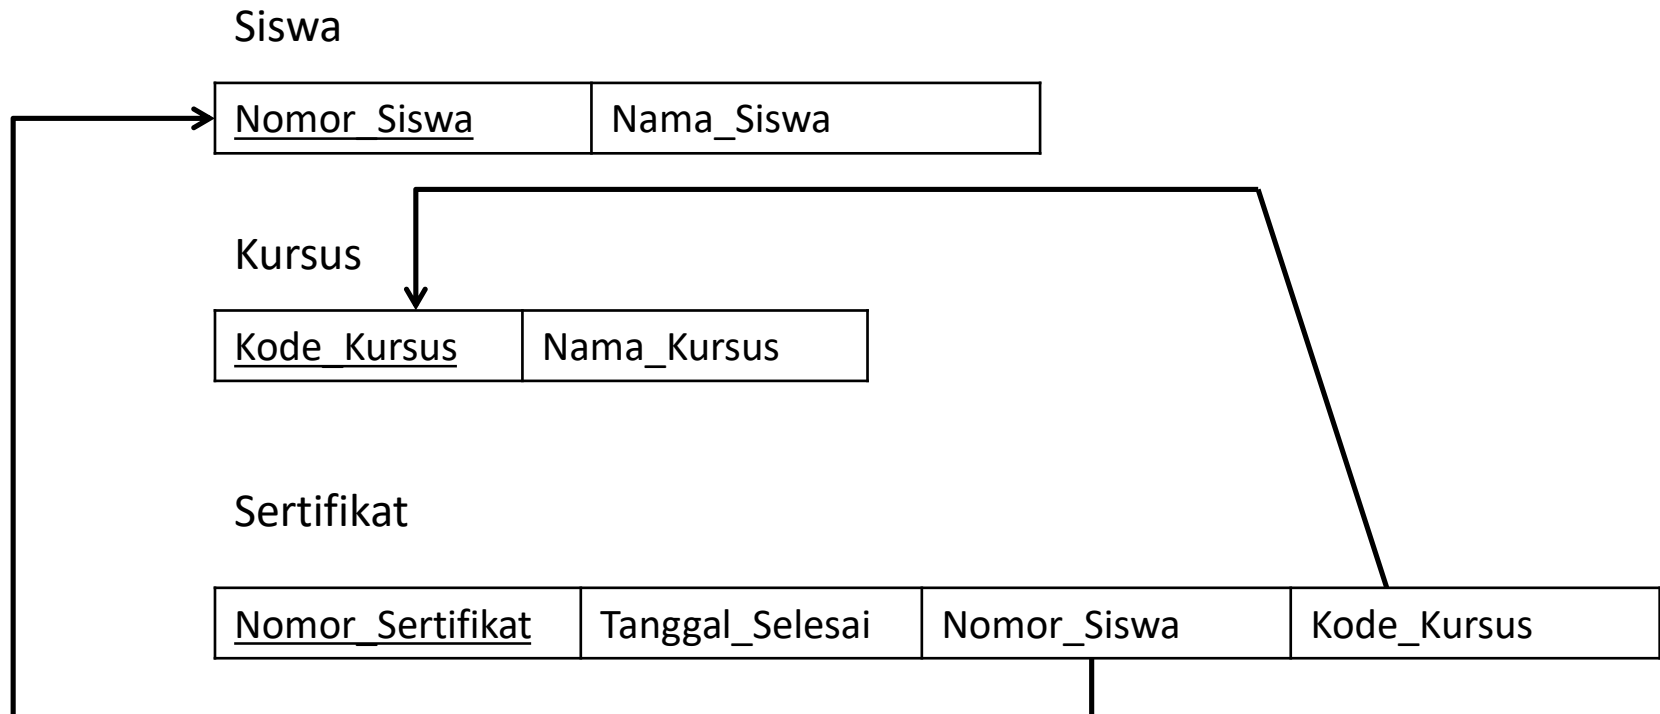 Siswa
Nomor_Siswa Nama_Siswa
Kursus
Kode_Kursus Nama_Kursus
Sertifikat
Nomor_Sertifikat Tanggal_Selesai Nomor_Siswa Kode_Kursus